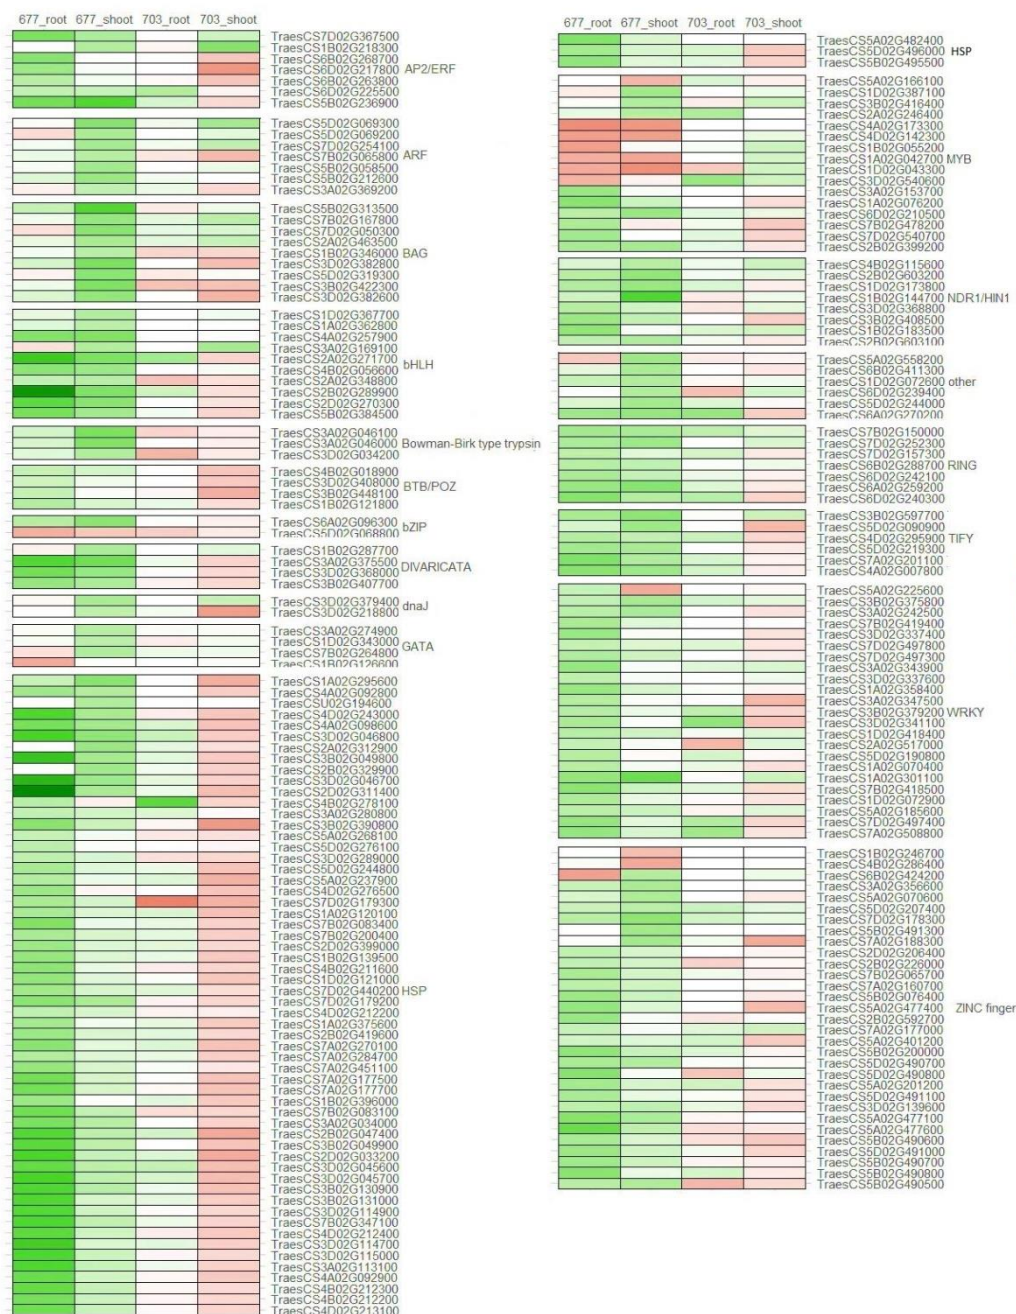 677_root 677_shoot 703_root 703_shoot
TraesCS7D02G367500
TraesCS1B02G218300
TraesCS6B02G268700
TraesCS6D02G217800 AP2/ERF
TraesCS6B02G263800
TraesCS6D02G225500
TraesCS5B02G236900
TraesCS5D02G069300
TraesCS5D02G069200
TraesCS7D02G254100
TraesCS7B02G065800 ARF
TraesCS5B02G058500
TraesCS5B02G212600
TraesCS3A02G369200
TraesCS5B02G313500
TraesCS7B02G167800
TraesCS7D02G050300
TraesCS2A02G463500
TraesCS1B02G346000 BAG
TraesCS3D02G382800
TraesCS5D02G319300
TraesCS3B02G422300
TraesCS3D02G382600
TraesCS1D02G367700
TraesCS1A02G362800
TraesCS4A02G257900
TraesCS3A02G169100
TraesCS2A02G271700 bHLH
TraesCS4B02G056600
TraesCS2A02G348800
TraesCS2B02G289900
TraesCS2D02G270300
TraesCS5B02G384500
TraesCS3A02G046100
TraesCS3A02G046000 Bowman-Birk type trypsin
TraesCS3D02G034200
TraesCS4B02G018900
TraesCS3D02G408000 BTB/POZ
TraesCS3B02G448100
TraesCS1B02G121800
TraesCS6A02G096300 bZIP
TraesCS5D02G068800
TraesCS1B02G287700
TraesCS3A02G375500 DIVARICATA
TraesCS3D02G368000
TraesCS3B02G407700
TraesCS3D02G379400 dnaJ
TraesCS3D02G218800
TraesCS3A02G274900
TraesCS1D02G343000 GATA
TraesCS7B02G264800
TraesCS1B02G126600
TraesCS1A02G295600
TraesCS4A02G092800
TraesCSU02G194600
TraesCS4D02G243000
TraesCS4A02G098600
TraesCS3D02G046800
TraesCS2A02G312900
TraesCS3B02G049800
TraesCS2B02G329900
TraesCS3D02G046700
TraesCS2D02G311400
TraesCS4B02G278100
TraesCS3A02G280800
TraesCS3B02G390800
TraesCS5A02G268100
TraesCS5D02G276100
TraesCS3D02G289000
TraesCS5D02G244800
TraesCS5A02G237900
TraesCS4D02G276500
TraesCS7D02G179300
TraesCS1A02G120100
TraesCS7B02G083400
TraesCS7B02G200400
TraesCS2D02G399000
TraesCS1B02G139500
TraesCS4B02G211600
TraesCS1D02G121000
TraesCS7D02G440200 HSP
TraesCS7D02G179200
TraesCS4D02G212200
TraesCS1A02G375600
TraesCS2B02G419600
TraesCS7A02G270100
TraesCS7A02G284700
TraesCS7A02G451100
TraesCS7A02G177500
TraesCS7A02G177700
TraesCS1B02G396000
TraesCS7B02G083100
TraesCS3A02G034000
TraesCS2B02G047400
TraesCS3B02G049900
TraesCS2D02G033200
TraesCS3D02G045600
TraesCS3D02G045700
TraesCS3B02G130900
TraesCS3B02G131000
TraesCS3D02G114900
TraesCS7B02G347100
TraesCS4D02G212400
TraesCS3D02G114700
TraesCS3D02G115000
TraesCS3A02G113100
TraesCS4A02G092900
TraesCS4B02G212300
TraesCS4B02G212200
TraesCS4D02G213100
677_root 677_shoot 703_root 703_shoot
TraesCS5A02G482400
TraesCS5D02G496000 HSP
TraesCS5B02G495500
TraesCS5A02G166100
TraesCS1D02G387100
TraesCS3B02G416400
TraesCS2A02G246400
TraesCS4A02G173300
TraesCS4D02G142300
TraesCS1B02G055200
TraesCS1A02G042700 MYB
TraesCS1D02G043300
TraesCS3D02G540600
TraesCS3A02G153700
TraesCS1A02G076200
TraesCS6D02G210500
TraesCS7B02G478200
TraesCS7D02G540700
TraesCS2B02G399200
TraesCS4B02G115600
TraesCS2B02G603200
TraesCS1D02G173800
TraesCS1B02G144700 NDR1/HIN1
TraesCS3D02G368800
TraesCS3B02G408500
TraesCS1B02G183500
TraesCS2B02G603100
TraesCS5A02G558200
TraesCS6B02G411300
TraesCS1D02G072600 other
TraesCS6D02G239400
TraesCS5D02G244000
TraesCS6A02G270200
TraesCS7B02G150000
TraesCS7D02G252300
TraesCS7D02G157300
TraesCS6B02G288700 RING
TraesCS6D02G242100
TraesCS6A02G259200
TraesCS6D02G240300
TraesCS3B02G597700
TraesCS5D02G090900
TraesCS4D02G295900 TIFY
TraesCS5D02G219300
TraesCS7A02G201100
TraesCS4A02G007800
TraesCS5A02G225600
TraesCS3B02G375800
TraesCS3A02G242500
TraesCS7B02G419400
TraesCS3D02G337400
TraesCS7D02G497800
TraesCS7D02G497300
TraesCS3A02G343900
TraesCS3D02G337600
TraesCS1A02G358400
TraesCS3A02G347500
TraesCS3B02G379200 WRKY
TraesCS3D02G341100
TraesCS1D02G418400
TraesCS2A02G517000
TraesCS5D02G190800
TraesCS1A02G070400
TraesCS1A02G301100
TraesCS7B02G418500
TraesCS1D02G072900
TraesCS5A02G185600
TraesCS7D02G497400
TraesCS7A02G508800
TraesCS1B02G246700
TraesCS4B02G286400
TraesCS6B02G424200
TraesCS3A02G356600
TraesCS5A02G070600
TraesCS5D02G207400
TraesCS7D02G178300
TraesCS5B02G491300
TraesCS7A02G188300
TraesCS2D02G206400
TraesCS2B02G226000
TraesCS7B02G065700
TraesCS7A02G160700
TraesCS5B02G076400
TraesCS5A02G477400 ZINC finger
TraesCS2B02G592700
TraesCS7A02G177000
TraesCS5A02G401200
TraesCS5B02G200000
TraesCS5D02G490700
TraesCS5D02G490800
TraesCS5A02G201200
TraesCS5D02G491100
TraesCS3D02G139600
TraesCS5A02G477100
TraesCS5A02G477600
TraesCS5B02G490600
TraesCS5D02G491000
TraesCS5B02G490700
TraesCS5B02G490800
TraesCS5B02G490500